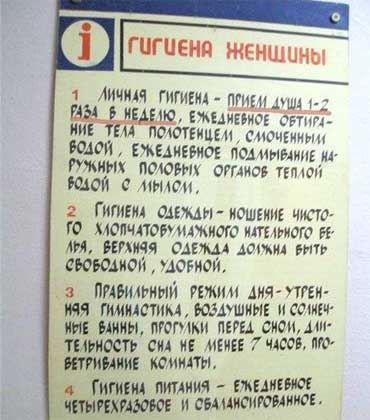 i
ГИГИЕНА ЖЕНЩИНЫ
1 ЛИЧНАЯ ГИГИЕНА - ПРИЕМ ДУША 1-2
РАЗА В НЕДЕЛЮ, ЕЖЕДНЕВНОЕ ОБТИРА-
НИЕ ТЕЛА ПОЛОТЕНЦЕМ, СМОЧЕННЫМ
ВОДОЙ, ЕЖЕДНЕВНОЕ ПОДМЫВАНИЕ НА-
РУЖНЫХ ПОЛОВЫХ ОРГАНОВ ТЕПЛОЙ
ВОДОЙ С МЫЛОМ.
2 ГИГИЕНА ОДЕЖДЫ - НОШЕНИЕ ЧИСТО-
ГО ХЛОПЧАТОБУМАЖНОГО НАТЕЛЬНОГО БЕ-
ЛЬЯ, ВЕРХНЯЯ ОДЕЖДА ДОЛЖНА БЫТЬ
СВОБОДНОЙ, УДОБНОЙ.
3 ПРАВИЛЬНЫЙ РЕЖИМ ДНЯ - УТРЕН-
НЯЯ ГИМНАСТИКА, ВОЗДУШНЫЕ И СОЛНЕЧ-
НЫЕ ВАННЫ, ПРОГУЛКИ ПЕРЕД СНОМ, ДЛИ-
ТЕЛЬНОСТЬ СНА НЕ МЕНЕЕ 7 ЧАСОВ, ПРО-
ВЕТРИВАНИЕ КОМНАТЫ.
4 ГИГИЕНА ПИТАНИЯ - ЕЖЕДНЕВНОЕ
ЧЕТЫРЕХРАЗОВОЕ И СБАЛАНСИРОВАННОЕ.